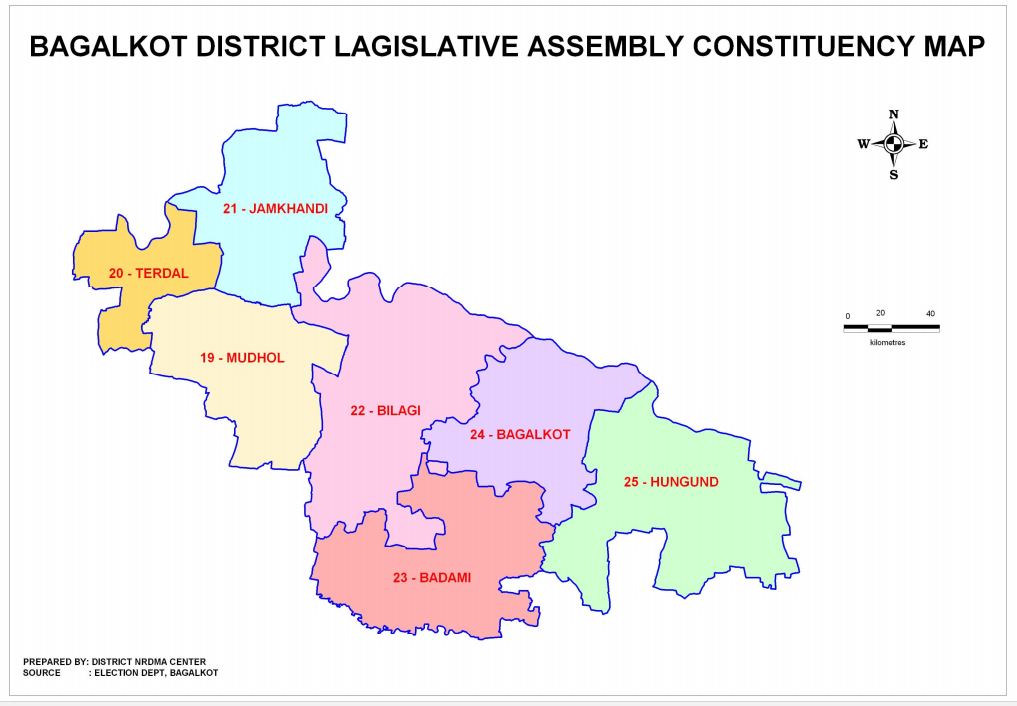 BAGALKOT DISTRICT LAGISLATIVE ASSEMBLY CONSTITUENCY MAP
N
W E
S
21 - JAMKHANDI
20 - TERDAL
0 20 40
kilometres
19 - MUDHOL
22 - BILAGI
24 - BAGALKOT
25 - HUNGUND
23 - BADAMI
PREPARED BY: DISTRICT NRDMA CENTER
SOURCE : ELECTION DEPT, BAGALKOT